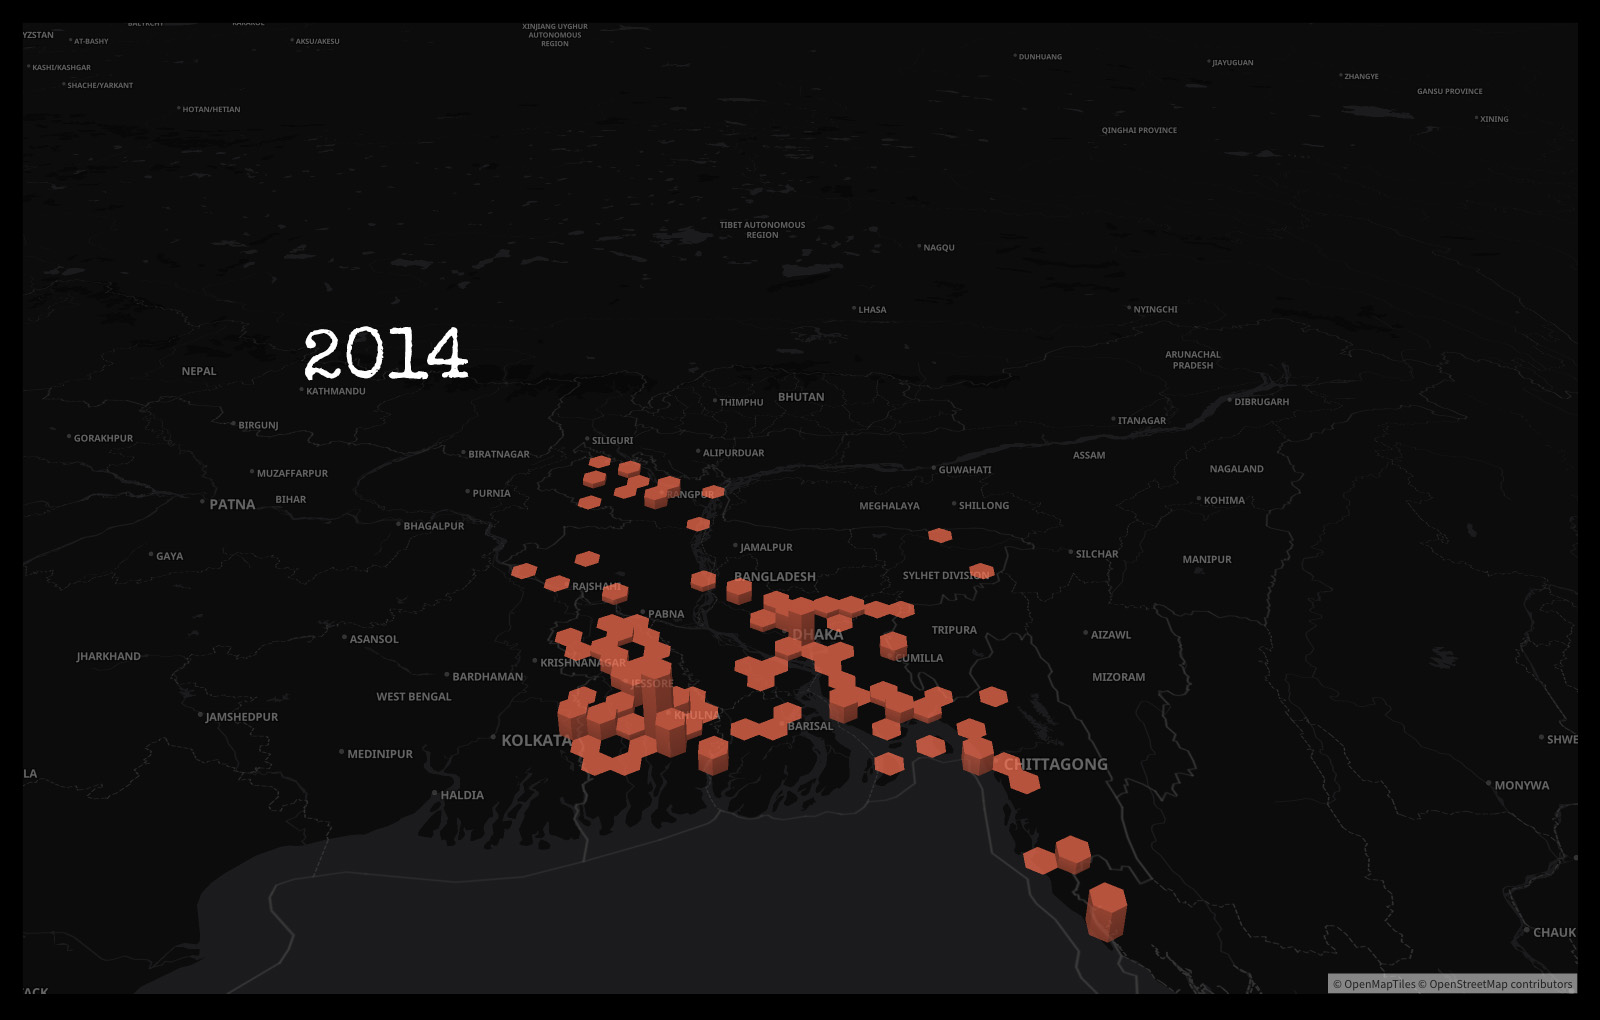 YZSTAN
AT-BASHY
AKSU/AKESU
XINJIANG UYGHUR
AUTONOMOUS
REGION
KASHI/KASHGAR
SHACHE/YARKANT
HOTAN/HETIAN
DUNHUANG
JIAYUGUAN
ZHANGYE
GANSU PROVINCE
XINING
QINGHAI PROVINCE
TIBET AUTONOMOUS
REGION
NAGQU
LHASA
NYINGCHI
2014
NEPAL
KATHMANDU
ARUNACHAL
PRADESH
THIMPHU
BHUTAN
DIBRUGARH
ITANAGAR
BIRGUNJ
GORAKHPUR
SILIGURI
BIRATNAGAR
ALIPURDUAR
ASSAM
MUZAFFARPUR
GUWAHATI
NAGALAND
PURNIA
RANGPUR
PATNA
BIHAR
MEGHALAYA
SHILLONG
KOHIMA
BHAGALPUR
JAMALPUR
GAYA
SILCHAR
MANIPUR
BANGLADESH
SYLHET DIVISION
RAJSHAHI
PABNA
ASANSOL
DHAKA
TRIPURA
AIZAWL
JHARKHAND
KRISHNANAGAR
CUMILLA
BARDHAMAN
JESSORE
MIZORAM
WEST BENGAL
JAMSHEDPUR
KHULNA
BARISAL
KOLKATA
SHWE
MEDINIPUR
CHITTAGONG
LA
MONYWA
HALDIA
CHAUK
TACK
© OpenMapTiles © OpenStreetMap contributors